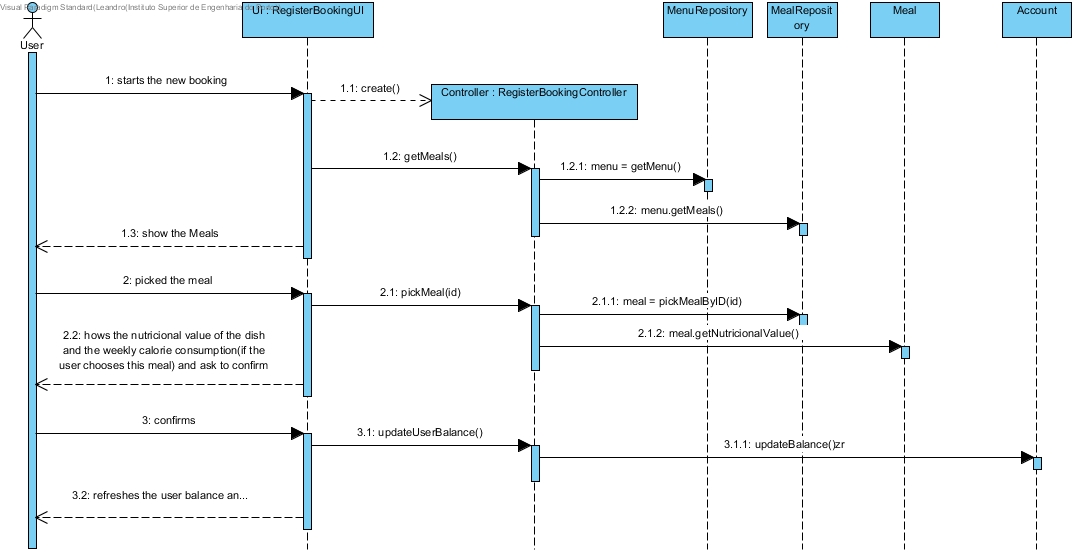 Visual Paradigm Standard(Leandro(Instituto Superior de Engenharia do
UI : RegisterBookingUI
MenuRepository
MealReposit
ory
Meal
Account
User
1: starts the new booking
1.1: create()
Controller : RegisterBookingController
1.2: getMeals()
1.2.1: menu = getMenu()
1.2.2: menu.getMeals()
1.3: show the Meals
2: picked the meal
2.1: pickMeal(id)
2.1.1: meal = pickMealByID(id)
2.1.2: meal.getNutricionalValue()
2.2: hows the nutricional value of the dish
and the weekly calorie consumption(if the
user chooses this meal) and ask to confirm
3: confirms
3.1: updateUserBalance()
3.1.1: updateBalance()zr
3.2: refreshes the user balance an...